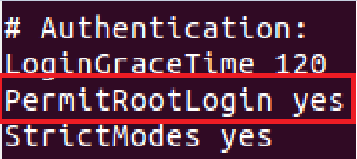 # Authentication:
LoginGraceTime 120
PermitRootLogin yes
StrictModes yes